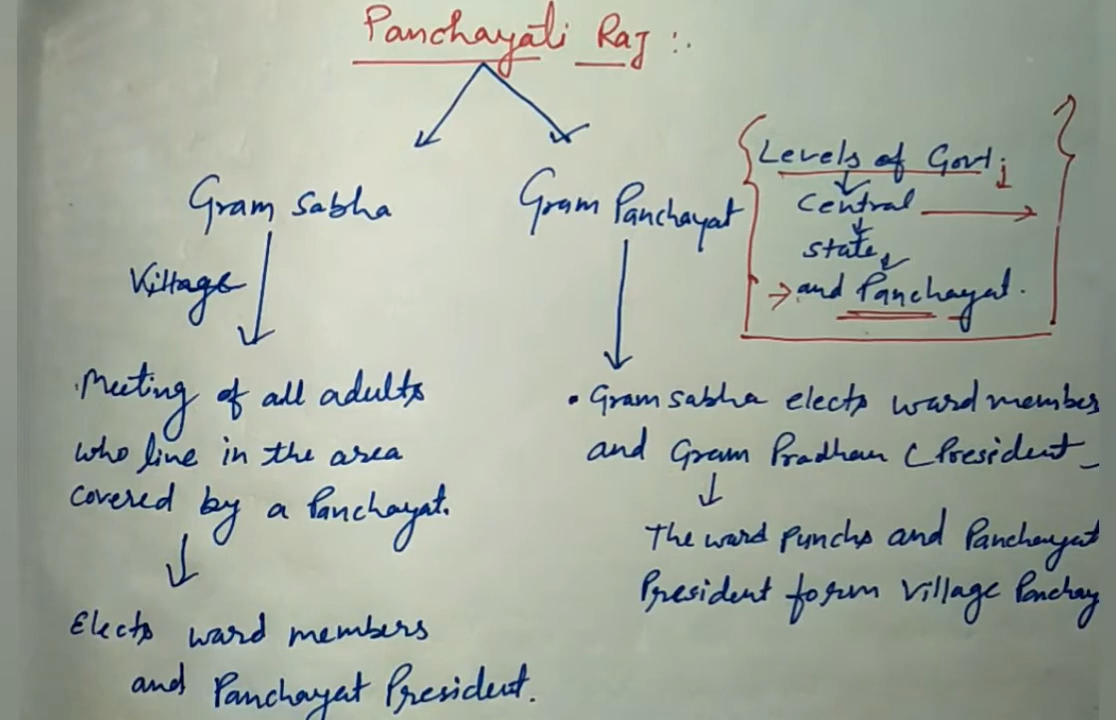 Panchayati Raj :.
Gram Sabha
Village
Meeting of all adults
who line in the area
covered by a Panchayat.
Elects ward members
and Panchayat President.
Gram Panchayat
• Gram sabha elects ward member
and Gram Pradhan (President
The ward Punchs and Panchayat
President form Village Panchay
Levels of Govt;
Central
state,
and Panchayat.